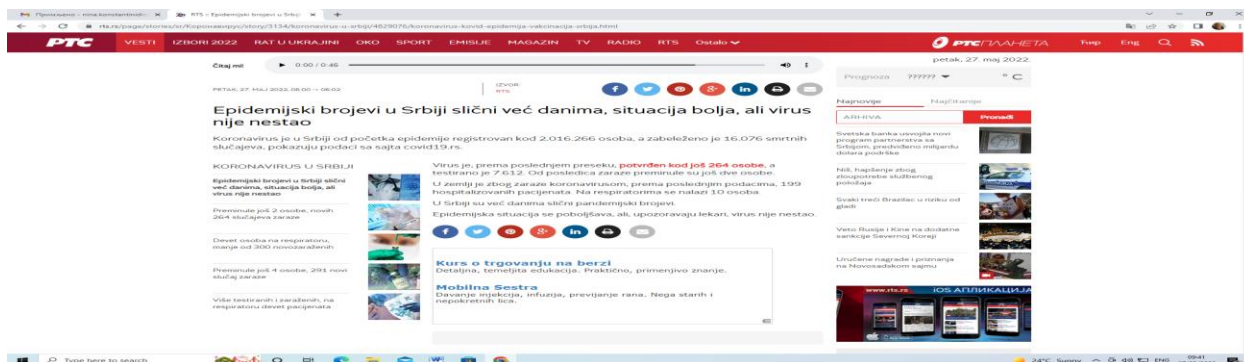 RTS - Epidemijski brojevi u Srbij
РТС
VESTI IZBORI 2022 RAT U UKRAJINI OKO SPORT EMISIJE MAGAZIN TV RADIO RTS Ostalo
РТС ПЛАНЕТА Ћир Eng
Čitaj mi!
0:00 / 0:46
petak, 27. maj 2022.
PETAK, 27. MAJ 2022, 08:00 -> 08:02
IZVOR:
RTS
Epidemijski brojevi u Srbiji slični već danima, situacija bolja, ali virus
nije nestao
Koronavirus je u Srbiji od početka epidemije registrovan kod 2.016.266 osoba, a zabeleženo je 16.076 smrtnih
slučajeva, pokazuju podaci sa sajta covid19.rs.
KORONAVIRUS U SRBIJI
Epidemijski brojevi u Srbiji slični
već danima, situacija bolja, ali
virus nije nestao
Preminule još 2 osobe, novih
264 slučajeva zaraze
Devet osoba na respiratoru,
manje od 300 novozaraženih
Preminule još 4 osobe, 291 novi
slučaj zaraze
Više testiranih i zaraženih, na
respiratoru devet pacijenata
Virus je, prema poslednjem preseku, potvrđen kod još 264 osobe, a
testirano je 7.612. Od posledica zaraze preminule su još dve osobe.
U zemlji je zbog zaraze koronavirusom, prema poslednjim podacima, 199
hospitalizovanih pacijenata. Na respiratorima se nalazi 10 osoba.
U Srbiji su već danima slični pandemijski brojevi.
Epidemijska situacija se poboljšava, ali, upozoravaju lekari, virus nije nestao.
Kurs o trgovanju na berzi
Detaljna, temeljita edukacija. Praktično, primenjivo znanje.
Mobilna Sestra
Davanje injekcija, infuzija, previjanje rana. Nega starih i
nepokretnih lica.
Prognoza ?????? ° C
Najnovije Najčitanije
ARHIVA Pronađi
Svetska banka usvojila novi
program partnerstva sa
Srbijom, predviđeno milijardu
dolara podrške
Niš, hapšenje zbog
zloupotrebe službenog
položaja
Svaki treći Brazilac u riziku od
gladi
Veto Rusije i Kine na dodatne
sankcije Severnoj Koreji
Uručene nagrade i priznanja
na Novosadskom sajmu
www.rts.rs iOS АПЛИКАЦИЈА
Type here to search
24°C Sunny ENG 09:41